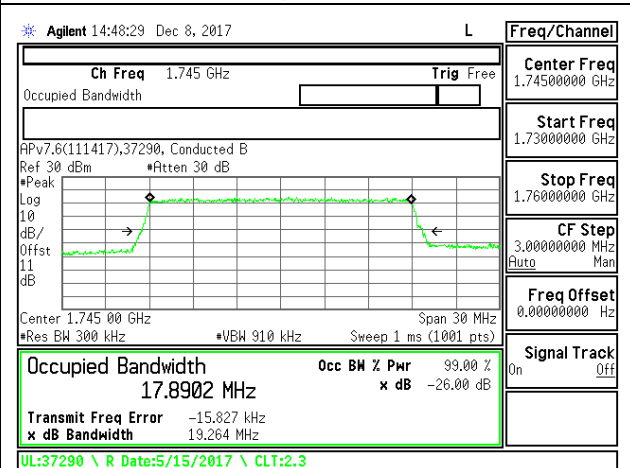 Agilent 14:48:29 Dec 8, 2017 L
Freq/Channel
Ch Freq 1.745 GHz Trig Free
Occupied Bandwidth
Center Freq
1.74500000 GHz
Start Freq
1.73000000 GHz
Stop Freq
1.76000000 GHz
CF Step
3.00000000 MHz
Auto Man
Freq Offset
0.00000000 Hz
Signal Track
On Off
APv7.6(111417),37290, Conducted B
Ref 30 dBm #Atten 30 dB
#Peak
Log
10
dB/
Offst
11
dB
Center 1.745 00 GHz Span 30 MHz
#Res BW 300 kHz #VBW 910 kHz Sweep 1 ms (1001 pts)
Occupied Bandwidth Occ BW % Pwr 99.00 %
17.8902 MHz x dB -26.00 dB
Transmit Freq Error -15.827 kHz
x dB Bandwidth 19.264 MHz
UL:37290 \ R Date:5/15/2017 \ CLT:2.3